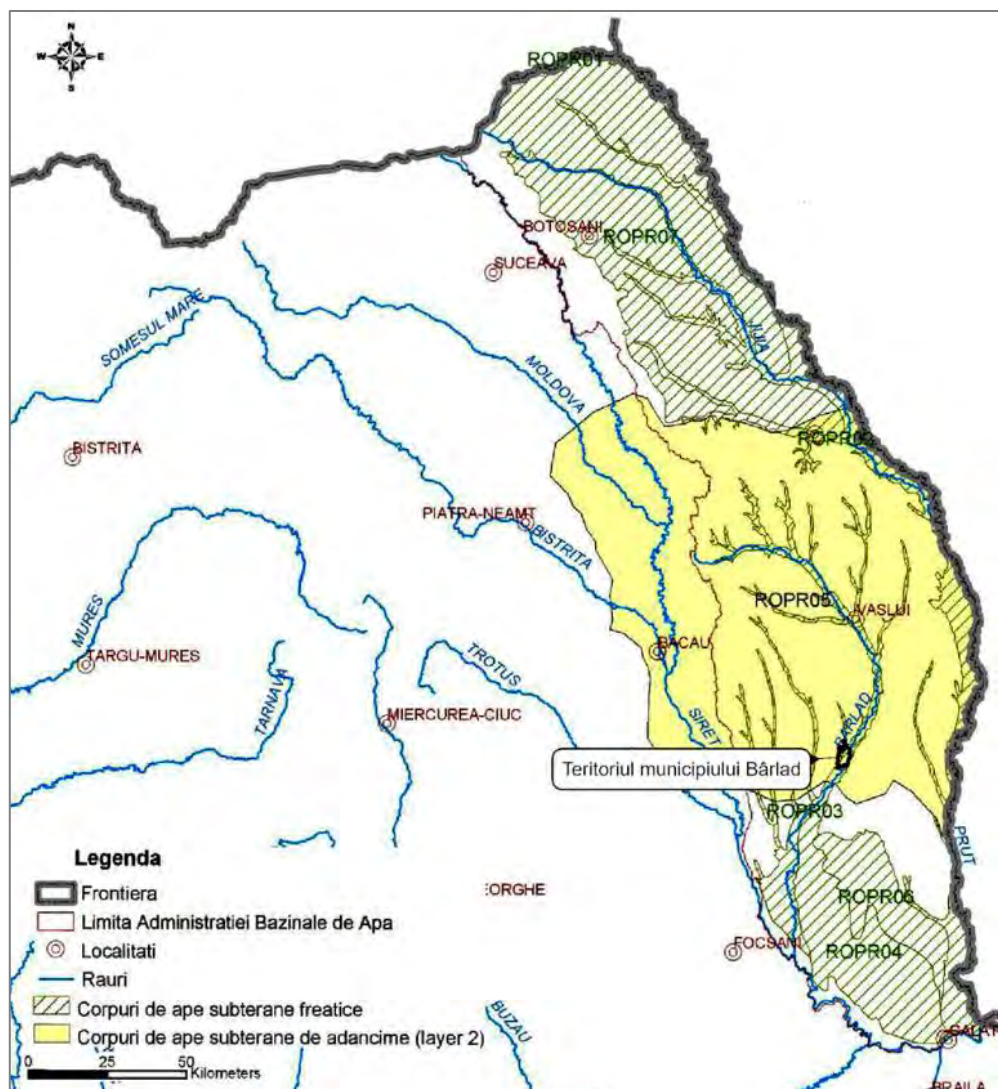 N
W E
S
ROPR01
BOTOSANI
ROPR07
SUCEAVA
SOMESUL MARE
JIJIA
MOLDOVA
BISTRITA
ROPR02
PIATRA-NEAMT
BISTRITA
ROPR05
VASLUI
MURES
BACAU
TARGU-MURES
TROTUS
TARNAVA
MIERCUREA-CIUC
SIRET
BARLAD
Teritoriul municipiului Bârlad
ROPR03
PRUT
Legenda
Frontiera
ORGHE
ROPR06
Limita Administratiei Bazinale de Apa
Localitati
FOCSANI
ROPR04
Rauri
Corpuri de ape subterane freatice
BUZAU
Corpuri de ape subterane de adancime (layer 2)
GALATI
0 25 50
Kilometers
BRAILA